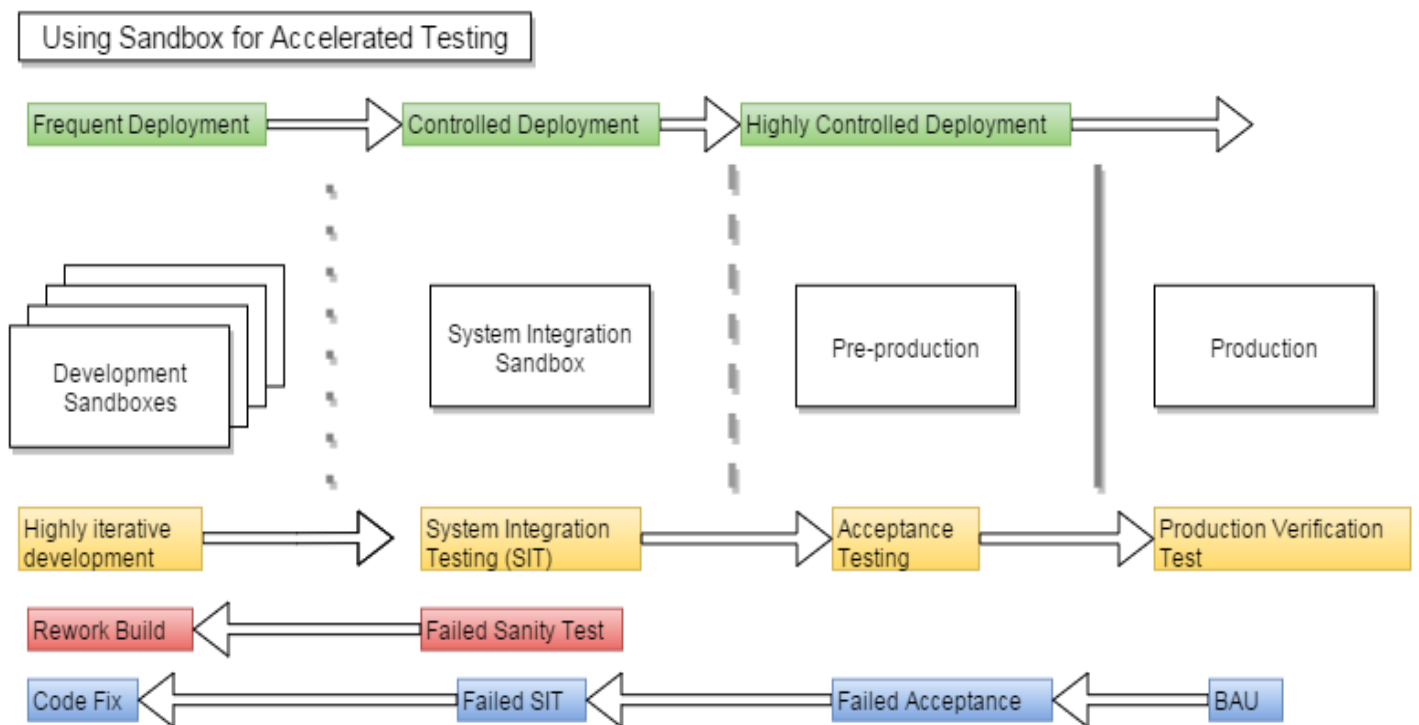 Using Sandbox for Accelerated Testing
Frequent Deployment
Controlled Deployment
Highly Controlled Deployment
Development
Sandboxes
System Integration
Sandbox
Pre-production
Production
Highly iterative
development
System Integration
Testing (SIT)
Acceptance
Testing
Production Verification
Test
Rework Build
Failed Sanity Test
Code Fix
Failed SIT
Failed Acceptance
BAU